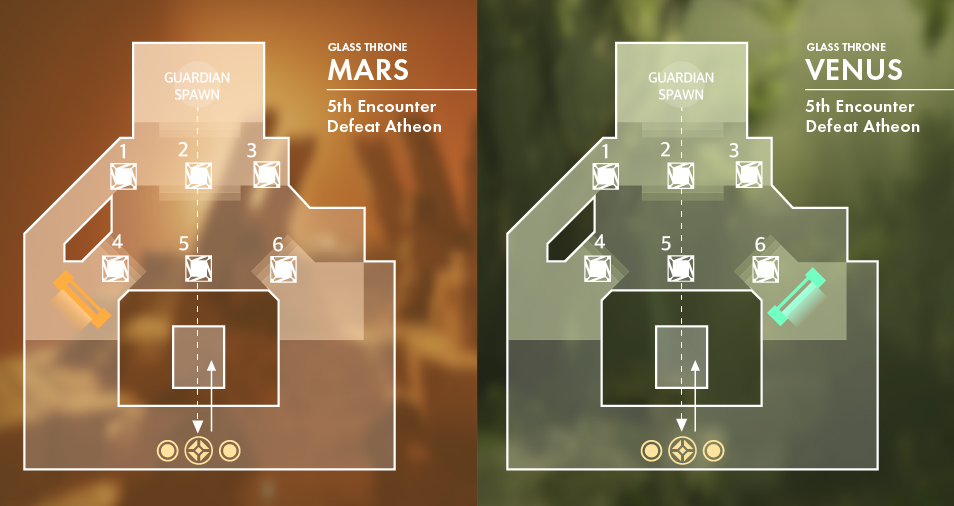 GLASS THRONE
MARS
5th Encounter
Defeat Atheon
GUARDIAN
SPAWN
1 2 3
4 5 6
GLASS THRONE
VENUS
5th Encounter
Defeat Atheon
GUARDIAN
SPAWN
1 2 3
4 5 6